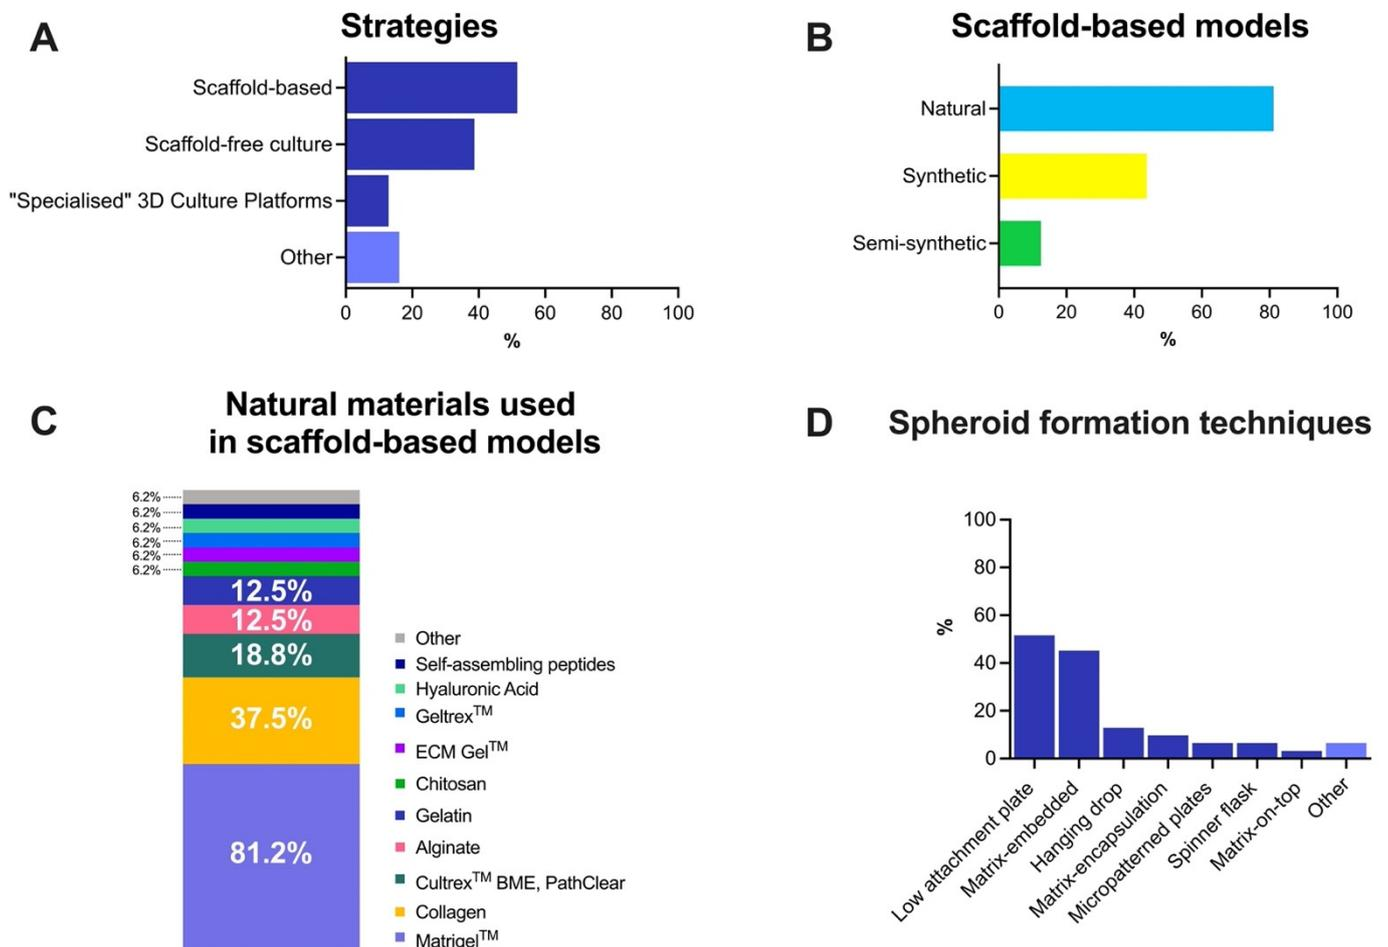 A
Strategies
Scaffold-based
Scaffold-free culture
"Specialised" 3D Culture Platforms
Other
0 20 40 60 80 100
%
B
Scaffold-based models
Natural
Synthetic
Semi-synthetic
0 20 40 60 80 100
%
C
Natural materials used
in scaffold-based models
6.2%
6.2%
6.2%
6.2%
6.2%
6.2%
12.5%
12.5%
18.8%
37.5%
81.2%
Other
Self-assembling peptides
Hyaluronic Acid
Geltrex™
ECM Gel™
Chitosan
Gelatin
Alginate
Cultrex™ BME, PathClear
Collagen
Matrigel™
D
Spheroid formation techniques
100
80
60
40
20
0
%
Low attachment plate
Matrix-embedded
Hanging drop
Matrix-encapsulation
Micropatterned plates
Spinner flask
Matrix-on-top
Other